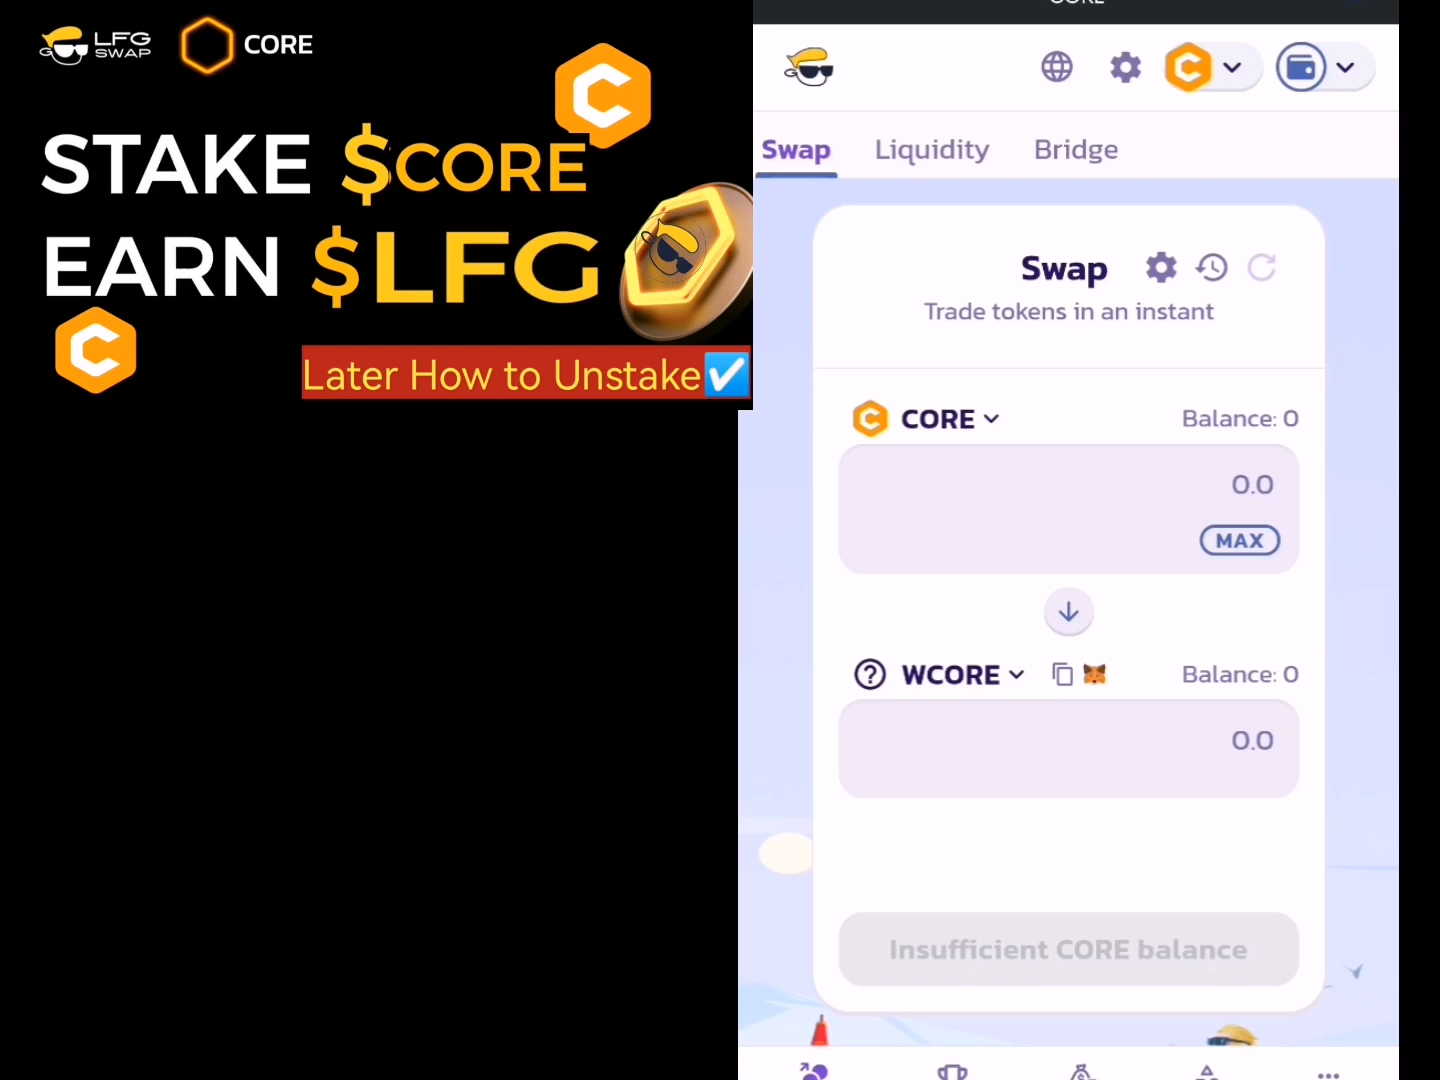 LFG
SWAP
CORE
STAKE $CORE
EARN $LFG
Later How to Unstake
Swap
Liquidity
Bridge
Swap
Trade tokens in an instant
CORE
Balance: 0
0.0
MAX
WCORE
Balance: 0
0.0
Insufficient CORE balance